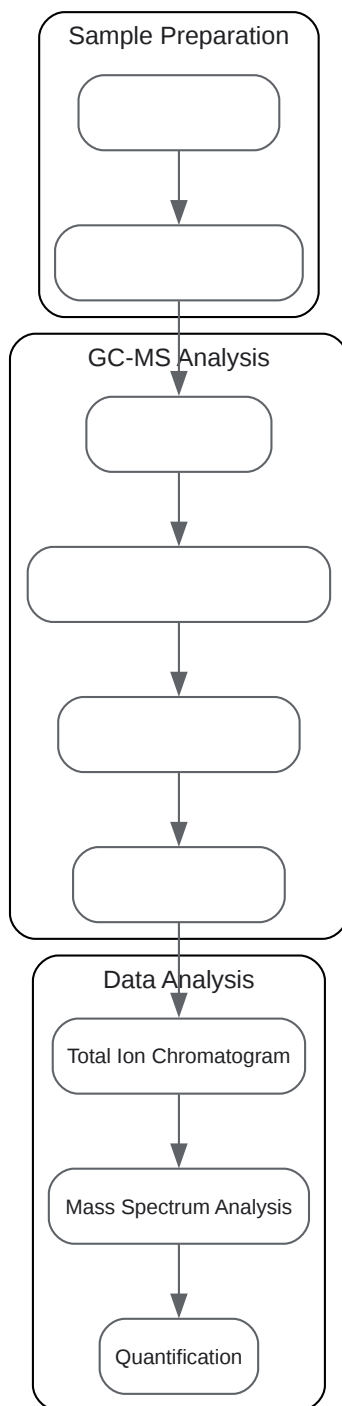 Sample Preparation
GC-MS Analysis
Data Analysis
Total Ion Chromatogram
Mass Spectrum Analysis
Quantification